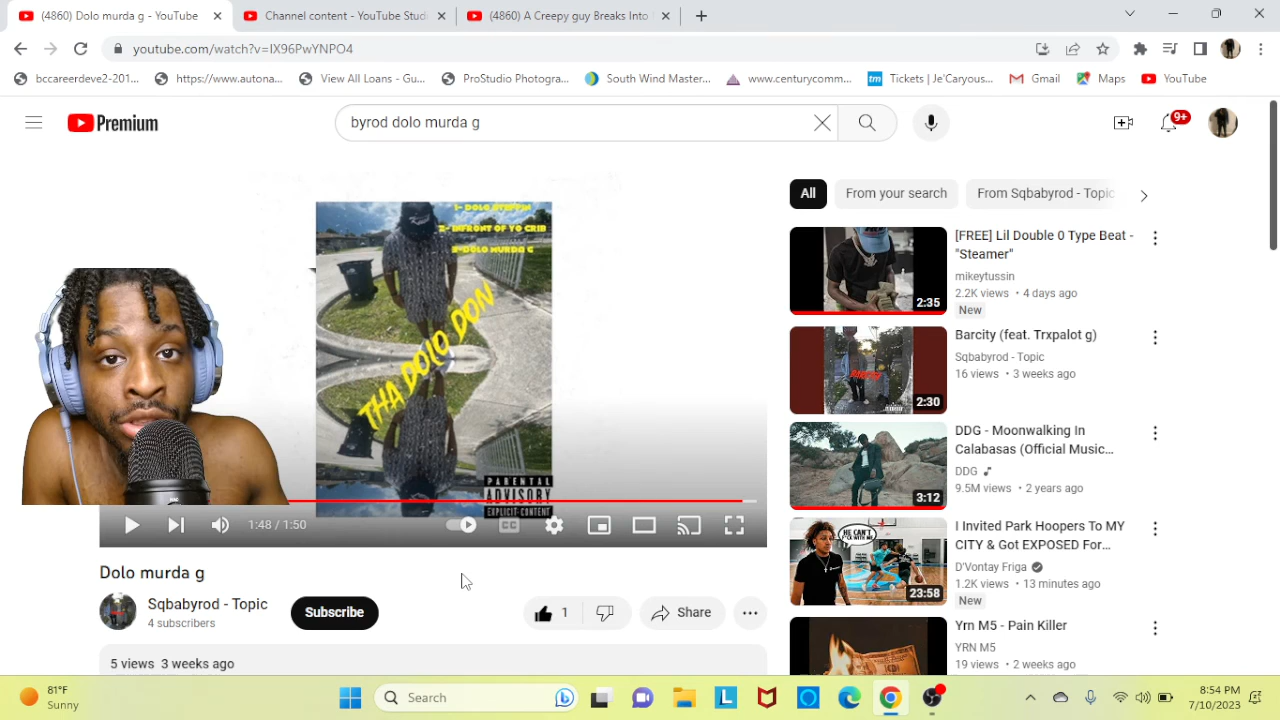 (4860) Dolo murda g - YouTube
Channel content - YouTube Studi
(4860) A Creepy guy Breaks Into
youtube.com/watch?v=IX96PwYNPO4
bccareerdeve2-201...
https://www.autona...
View All Loans - Gu...
ProStudio Photogra...
South Wind Master...
www.centurycomm...
tm Tickets | Je'Caryous...
Gmail
Maps
YouTube
Premium
byrod dolo murda g
9+
All
From your search
From Sqbabyrod - Topic
1- DOLO STEPPIN
2- INFRONT OF YO CRIB
3-DOLO MURDA G
THA DOLO DON
PARENTAL
ADVISORY
EXPLICIT CONTENT
1:48 / 1:50
CC
Dolo murda g
Sqbabyrod - Topic
4 subscribers
Subscribe
1
Share
5 views 3 weeks ago
[FREE] Lil Double 0 Type Beat -
"Steamer"
mikeytussin
2.2K views • 4 days ago
New
2:35
Barcity (feat. Trxpalot g)
Sqbabyrod - Topic
16 views • 3 weeks ago
2:30
DDG - Moonwalking In
Calabasas (Official Music...
DDG
9.5M views • 2 years ago
3:12
I Invited Park Hoopers To MY
CITY & Got EXPOSED For...
D'Vontay Friga
1.2K views • 13 minutes ago
New
HE CAN'T
F*CK WITH ME
23:58
Yrn M5 - Pain Killer
YRN M5
19 views • 2 weeks ago
81°F
Sunny
Search
L
8:54 PM
7/10/2023